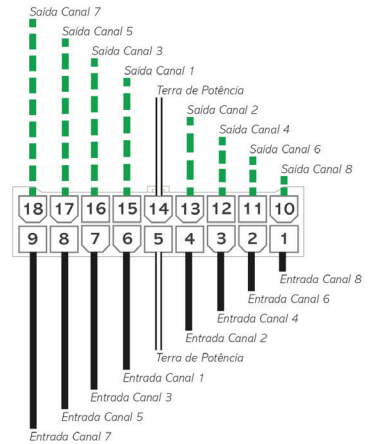 Saída Canal 7
Saída Canal 5
Saída Canal 3
Saída Canal 1
Terra de Potência
Saída Canal 2
Saída Canal 4
Saída Canal 6
Saída Canal 8
18 17 16 15 14 13 12 11 10
9 8 7 6 5 4 3 2 1
Entrada Canal 8
Entrada Canal 6
Entrada Canal 4
Entrada Canal 2
Terra de Potência
Entrada Canal 1
Entrada Canal 3
Entrada Canal 5
Entrada Canal 7